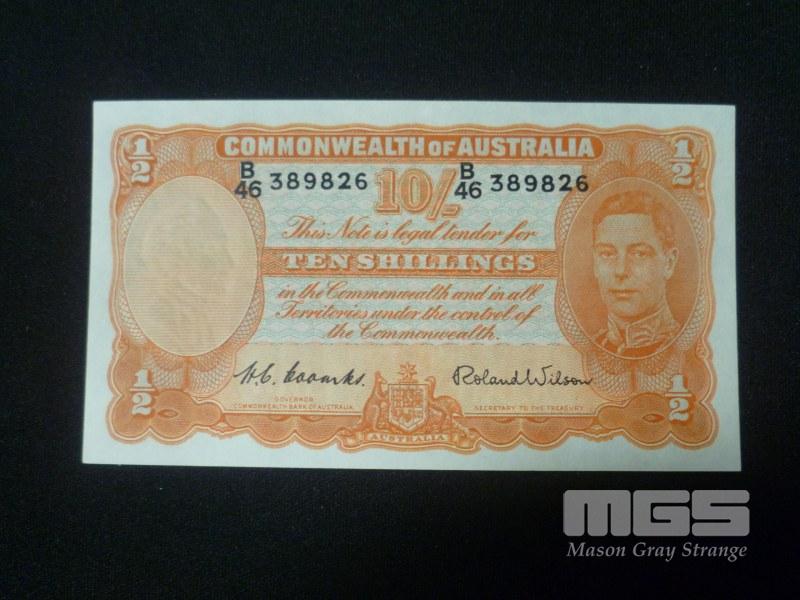 1/2 COMMONWEALTH OF AUSTRALIA 1/2
B/46 389826 10/- B/46 389826
This Note is legal tender for
TEN SHILLINGS
in the Commonwealth and in all
Territories under the control of
the Commonwealth.
H.C. Coombs. Roland Wilson
1/2 GOVERNOR SECRETARY TO THE TREASURY 1/2
COMMONWEALTH BANK OF AUSTRALIA
AUSTRALIA
MGS
Mason Gray Strange